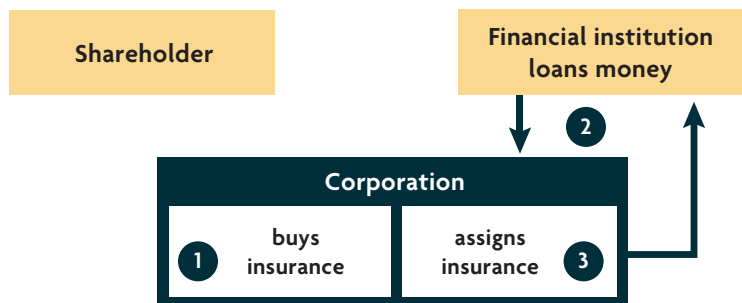 Shareholder
Financial institution
loans money
2
Corporation
1
buys
insurance
assigns
insurance
3